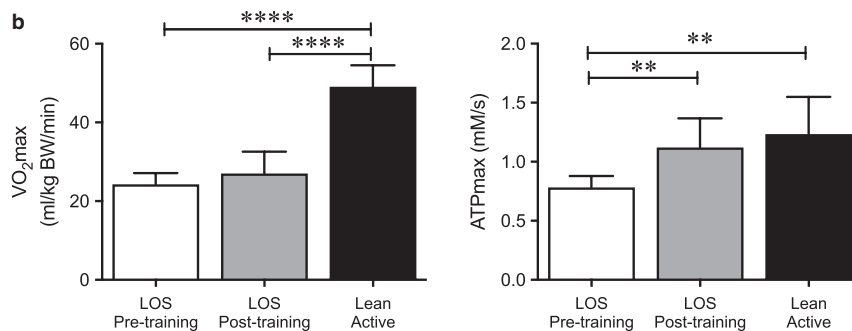 b
****
****
60
40
20
0
VO₂max
(ml/kg BW/min)
LOS
Pre-training
LOS
Post-training
Lean
Active
**
**
2.0
1.5
1.0
0.5
0.0
ATPmax (mM/s)
LOS
Pre-training
LOS
Post-training
Lean
Active